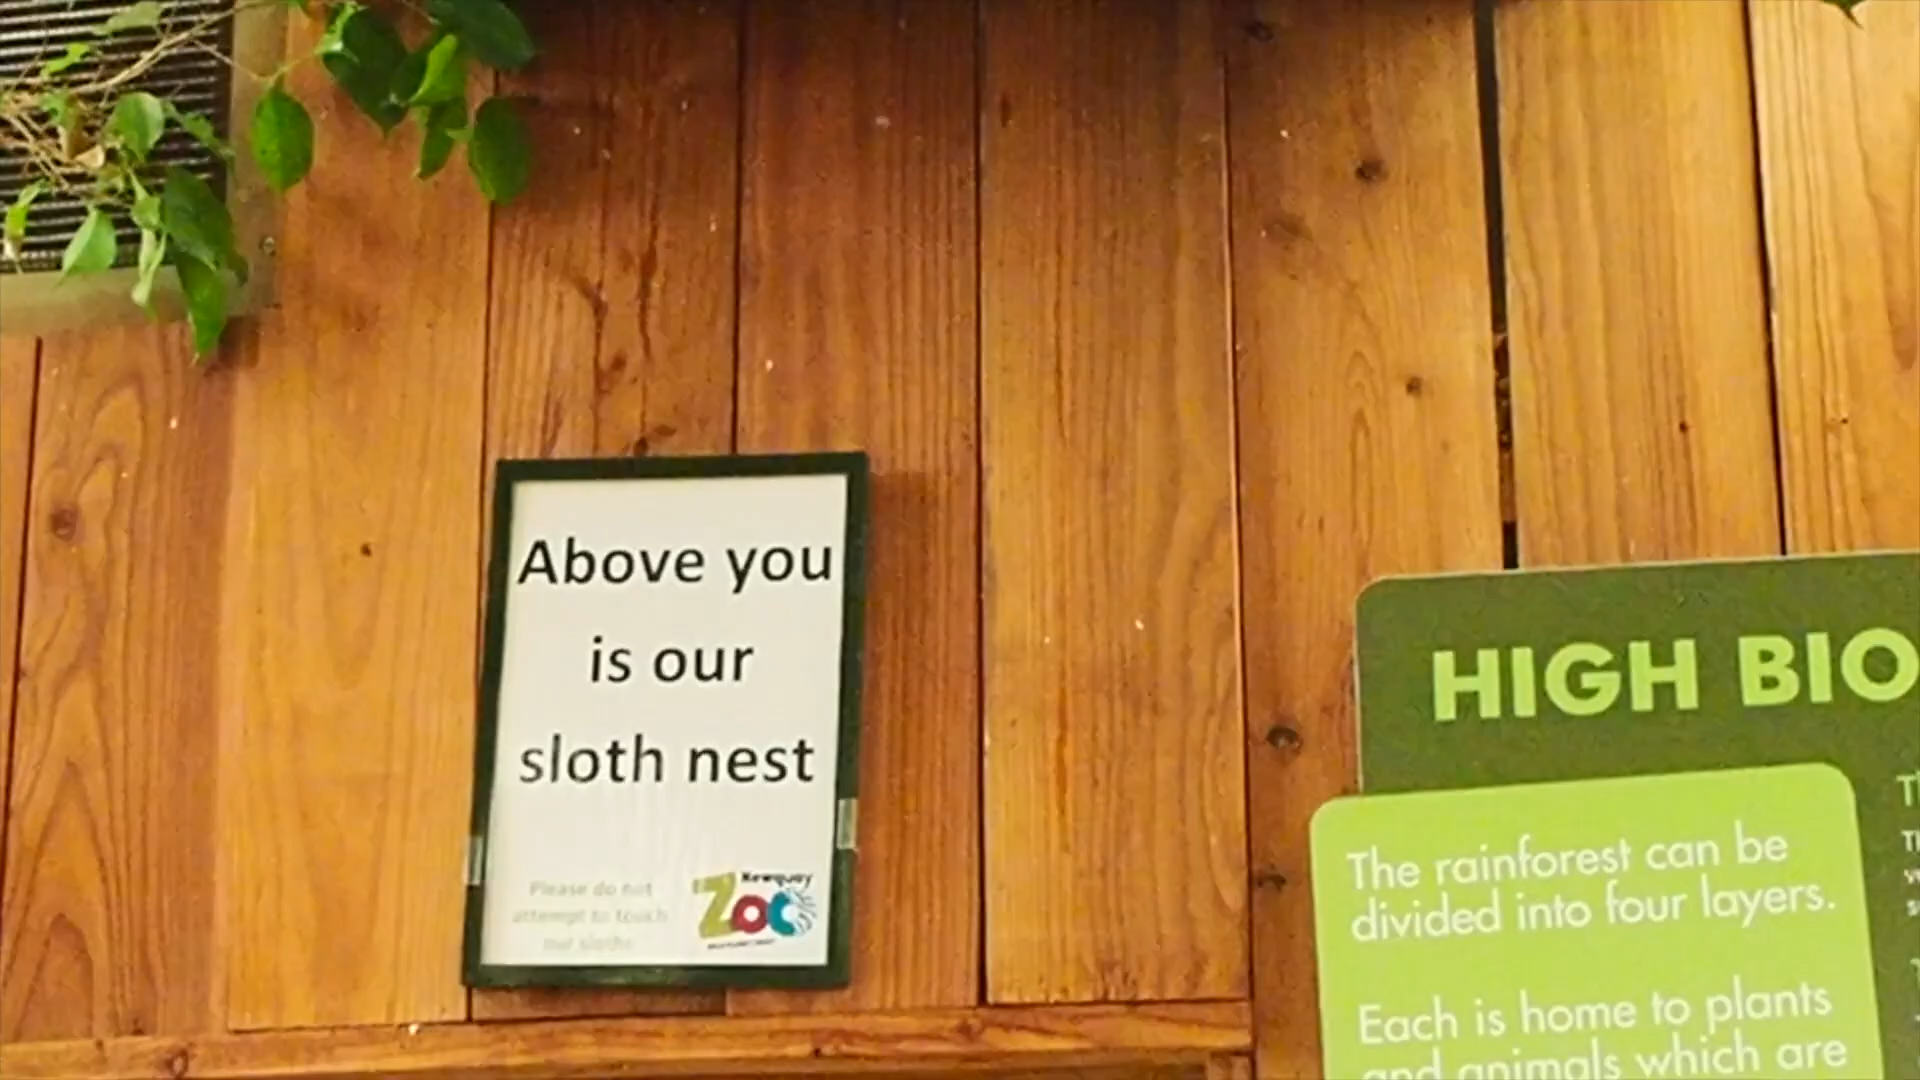 Above you
is our
sloth nest
Please do not
attempt to touch
our sloths
Newquay
Zoo
HIGH BIO
The rainforest can be
divided into four layers.
Each is home to plants
and animals which are